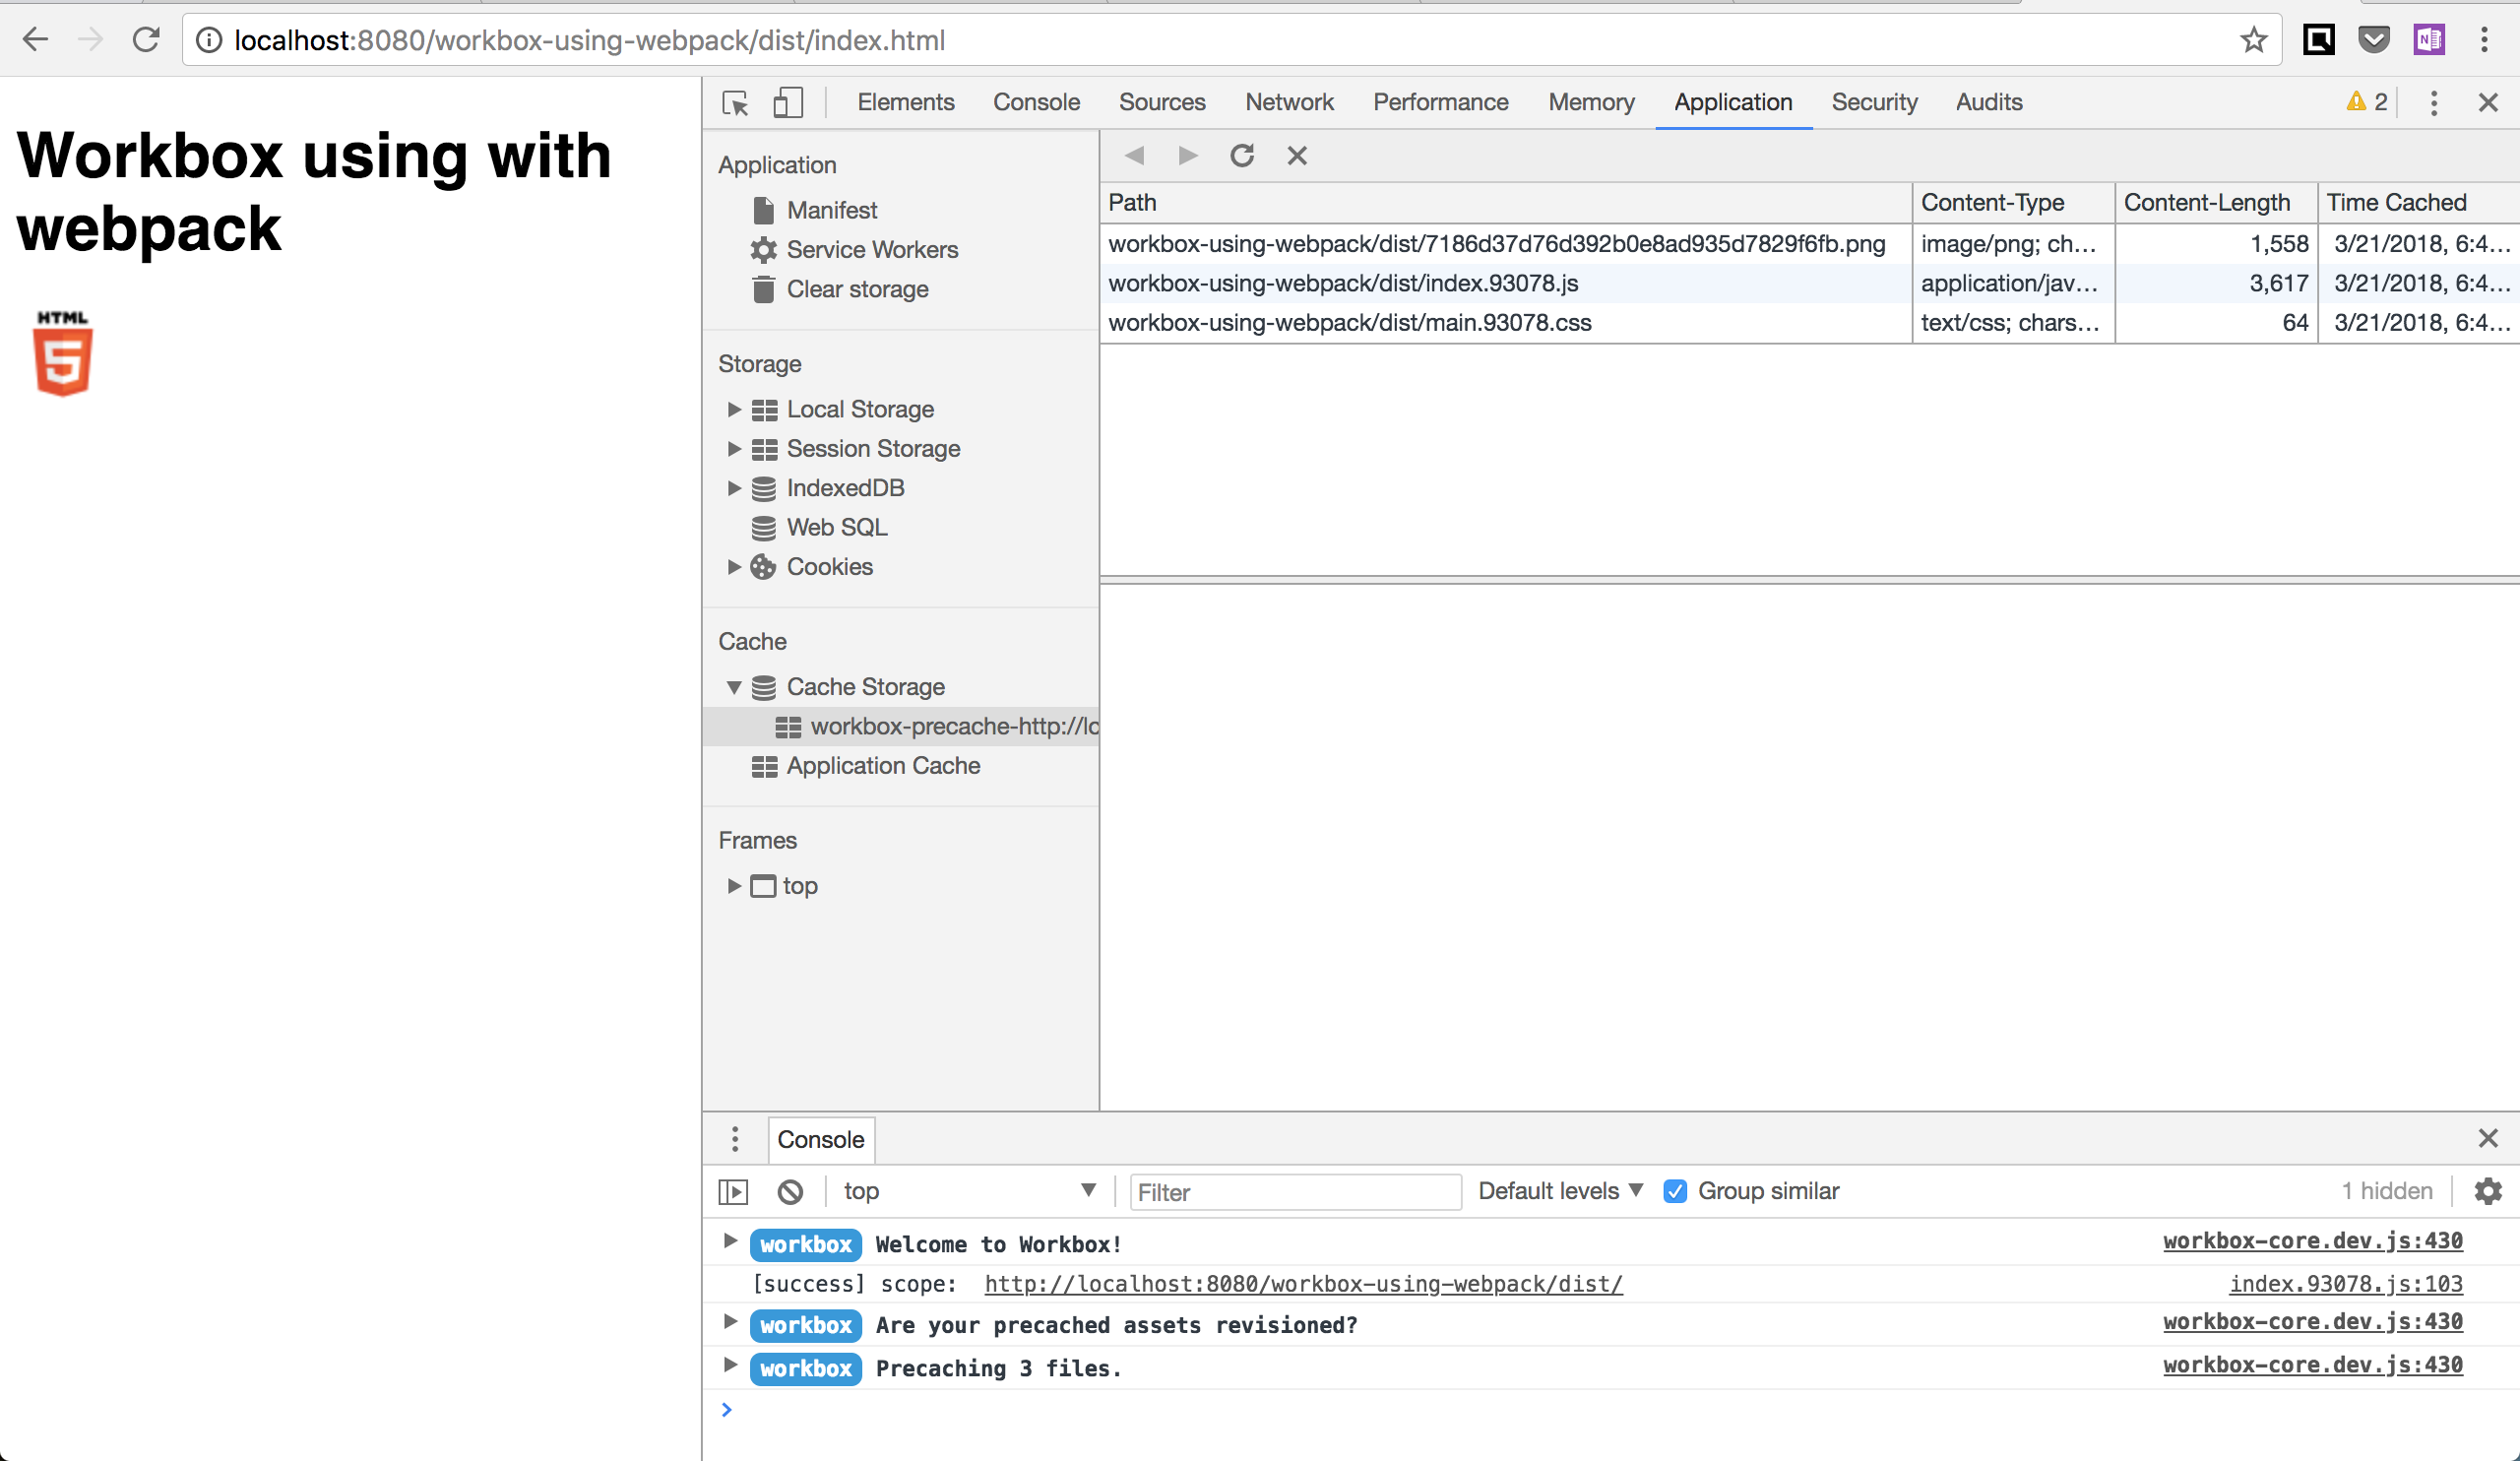 localhost:8080/workbox-using-webpack/dist/index.html
Workbox using with
webpack
HTML
5
Elements Console Sources Network Performance Memory Application Security Audits 2
Application
Manifest
Service Workers
Clear storage
Storage
Local Storage
Session Storage
IndexedDB
Web SQL
Cookies
Cache
Cache Storage
workbox-precache-http://lo
Application Cache
Frames
top
Path Content-Type Content-Length Time Cached
workbox-using-webpack/dist/7186d37d76d392b0e8ad935d7829f6fb.png image/png; ch… 1,558 3/21/2018, 6:4…
workbox-using-webpack/dist/index.93078.js application/jav… 3,617 3/21/2018, 6:4…
workbox-using-webpack/dist/main.93078.css text/css; chars… 64 3/21/2018, 6:4…
Console
top Filter Default levels Group similar 1 hidden
workbox Welcome to Workbox! workbox-core.dev.js:430
[success] scope: http://localhost:8080/workbox-using-webpack/dist/ index.93078.js:103
workbox Are your precached assets revisioned? workbox-core.dev.js:430
workbox Precaching 3 files. workbox-core.dev.js:430